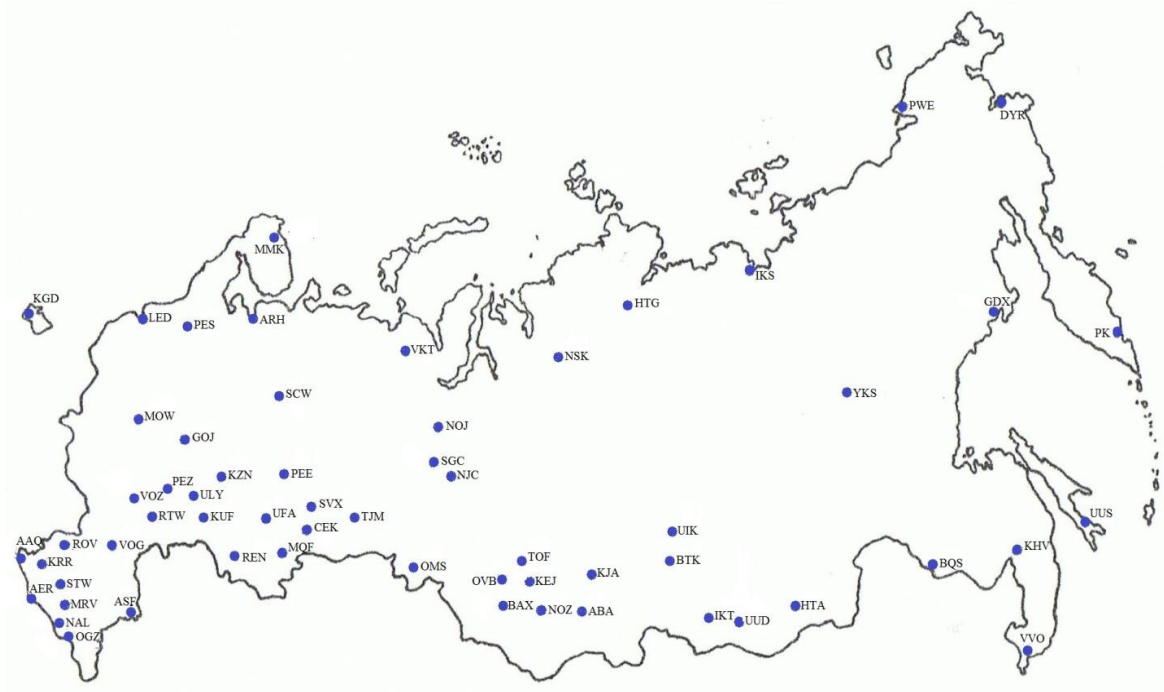 PWE
DYR
MMK
IKS
KGD
HTG
GDX
LED
PES
ARH
PK
VKT
NSK
SCW
YKS
MOW
NOJ
GOJ
SGC
KZN
PEE
NJC
PEZ
VOZ
ULY
SVX
RTW
KUF
UFA
TJM
UUS
CEK
UIK
AAQ
ROV
VOG
MQF
KHV
KRR
REN
TOF
BTK
OMS
BQS
KJA
STW
OVB
KEJ
AER
MRV
ASF
BAX
NOZ
ABA
HTA
NAL
IKT
UUD
OGZ
VVO